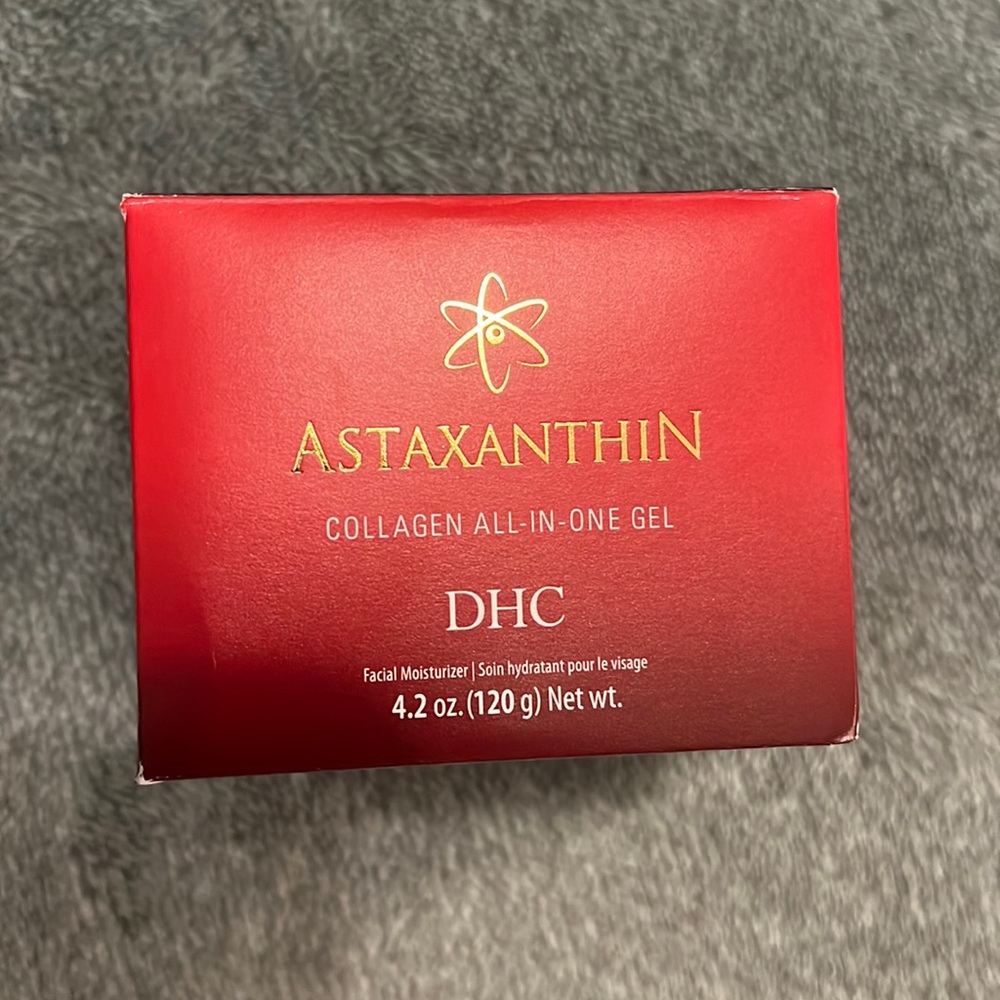 ASTAXANTHIN
COLLAGEN ALL-IN-ONE GEL
DHC
Facial Moisturizer | Soin hydratant pour le visage
4.2 oz. (120 g) Net wt.